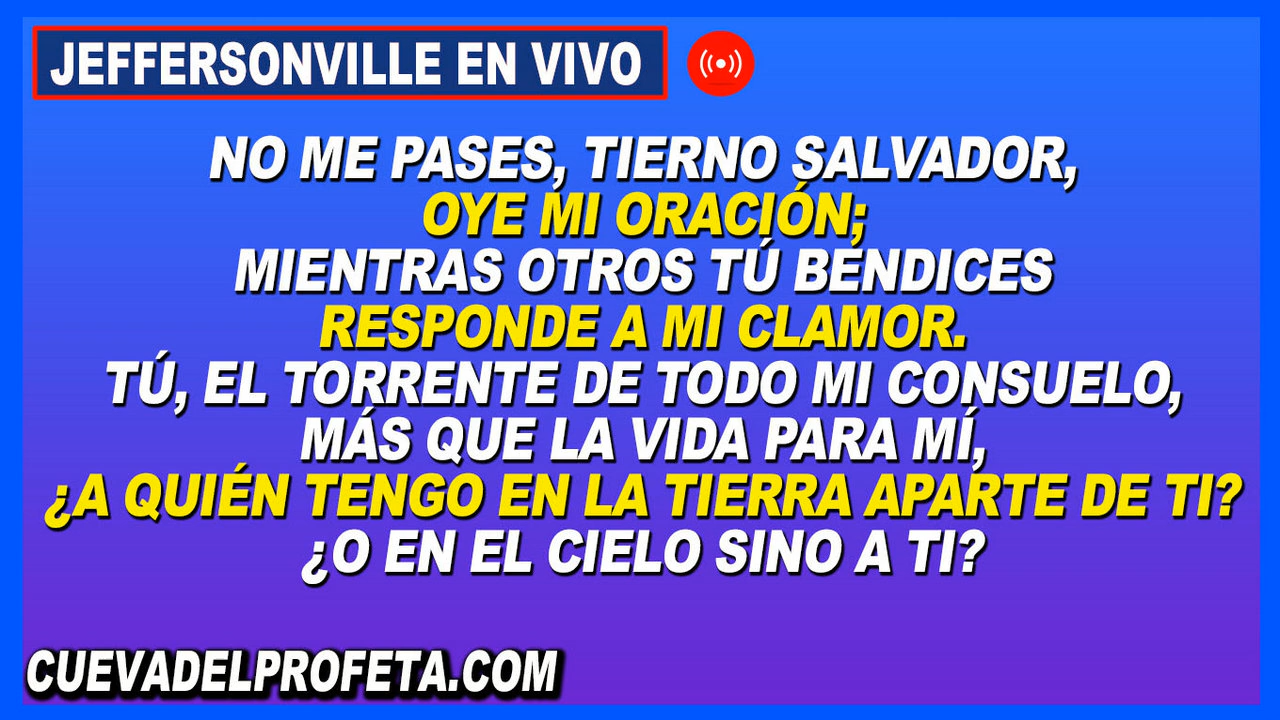 JEFFERSONVILLE EN VIVO
NO ME PASES, TIERNO SALVADOR,
OYE MI ORACIÓN;
MIENTRAS OTROS TÚ BENDICES
RESPONDE A MI CLAMOR.
TÚ, EL TORRENTE DE TODO MI CONSUELO,
MÁS QUE LA VIDA PARA MÍ,
¿A QUIÉN TENGO EN LA TIERRA APARTE DE TI?
¿O EN EL CIELO SINO A TI?
CUEVADELPROFETA.COM